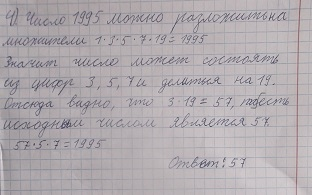 4). Число 1995 можно разложить на
множители 1·3·5·7·19=1995
Значит число может состоять
из цифр 3, 5, 7 и делиться на 19.
Отсюда видно, что 3·19=57, тоесть
исходным числом является 57
57·5·7=1995
Ответ: 57